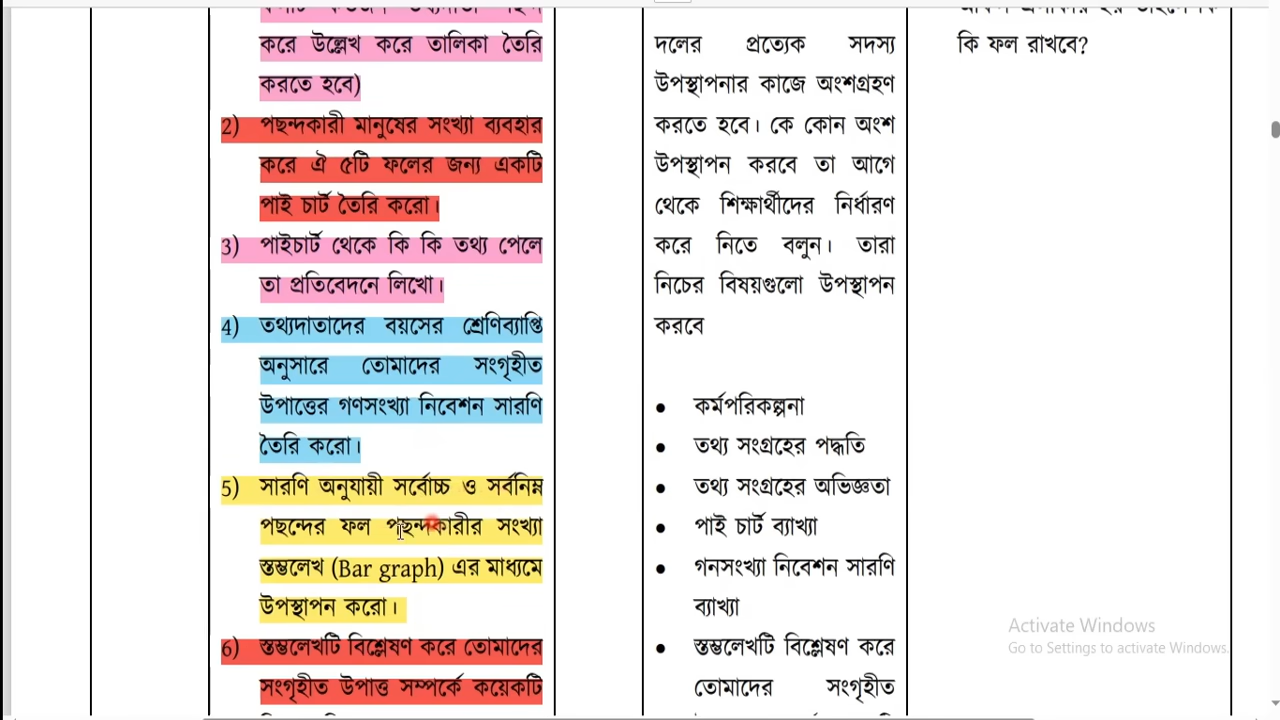 করে উল্লেখ করে তালিকা তৈরি
করতে হবে)
2) পছন্দকারী মানুষের সংখ্যা ব্যবহার
করে ঐ ৫টি ফলের জন্য একটি
পাই চার্ট তৈরি করো।
3) পাইচার্ট থেকে কি কি তথ্য পেলে
তা প্রতিবেদনে লিখো।
4) তথ্যদাতাদের বয়সের শ্রেণিব্যাপ্তি
অনুসারে তোমাদের সংগৃহীত
উপাত্তের গণসংখ্যা নিবেশন সারণি
তৈরি করো।
5) সারণি অনুযায়ী সর্বোচ্চ ও সর্বনিম্ন
পছন্দের ফল পছন্দকারীর সংখ্যা
স্তম্ভলেখ (Bar graph) এর মাধ্যমে
উপস্থাপন করো।
6) স্তম্ভলেখটি বিশ্লেষণ করে তোমাদের
সংগৃহীত উপাত্ত সম্পর্কে কয়েকটি
দলের প্রত্যেক সদস্য
উপস্থাপনার কাজে অংশগ্রহণ
করতে হবে। কে কোন অংশ
উপস্থাপন করবে তা আগে
থেকে শিক্ষার্থীদের নির্ধারণ
করে নিতে বলুন। তারা
নিচের বিষয়গুলো উপস্থাপন
করবে
● কর্মপরিকল্পনা
● তথ্য সংগ্রহের পদ্ধতি
● তথ্য সংগ্রহের অভিজ্ঞতা
● পাই চার্ট ব্যাখ্যা
● গনসংখ্যা নিবেশন সারণি
ব্যাখ্যা
● স্তম্ভলেখটি বিশ্লেষণ করে
তোমাদের সংগৃহীত
কি ফল রাখবে?
Activate Windows
Go to Settings to activate Windows.